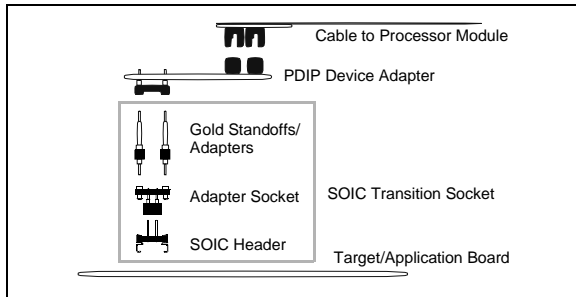 Cable to Processor Module
PDIP Device Adapter
Gold Standoffs/
Adapters
Adapter Socket
SOIC Transition Socket
SOIC Header
Target/Application Board